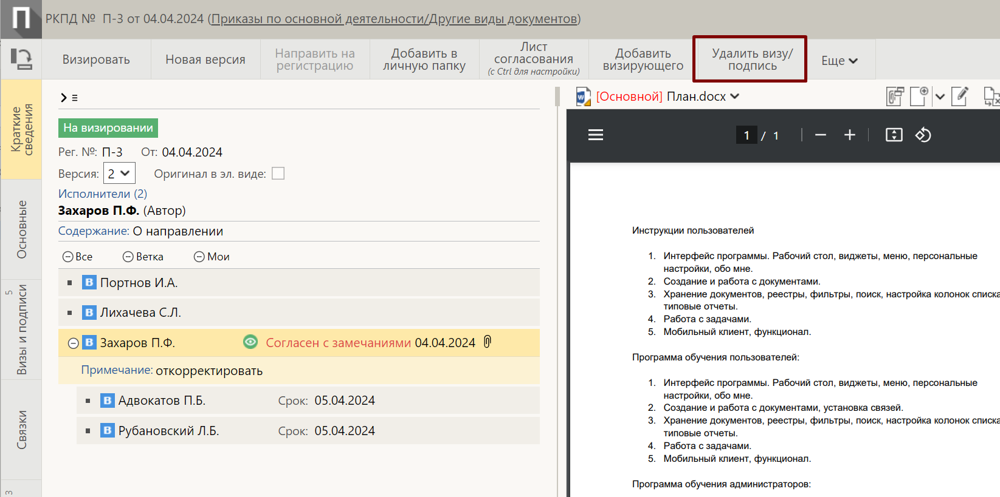 П
РКПД № П-3 от 04.04.2024 (Приказы по основной деятельности/Другие виды документов)
Визировать
Новая версия
Направить на
регистрацию
Добавить в
личную папку
Лист
согласования
(с Ctrl для настройки)
Добавить
визирующего
Удалить визу/
подпись
Еще
Краткие
сведения
Основные
5
Визы и подписи
Связки
3
На визировании
Рег. №: П-3 От: 04.04.2024
Версия: 2 Оригинал в эл. виде:
Исполнители (2)
Захаров П.Ф. (Автор)
Содержание: О направлении
Все Ветка Мои
В Портнов И.А.
В Лихачева С.Л.
В Захаров П.Ф. Согласен с замечаниями 04.04.2024
Примечание: откорректировать
В Адвокатов П.Б. Срок: 05.04.2024
В Рубановский Л.Б. Срок: 05.04.2024
[Основной] План.docx
1 / 1
Инструкции пользователей
1. Интерфейс программы. Рабочий стол, виджеты, меню, персональные
настройки, обо мне.
2. Создание и работа с документами.
3. Хранение документов, реестры, фильтры, поиск, настройка колонок списка
типовые отчеты.
4. Работа с задачами.
5. Мобильный клиент, функционал.
Программа обучения пользователей:
1. Интерфейс программы. Рабочий стол, виджеты, меню, персональные
настройки, обо мне.
2. Создание и работа с документами, установка связей.
3. Хранение документов, реестры, фильтры, поиск, настройка колонок списка
типовые отчеты.
4. Работа с задачами.
5. Мобильный клиент, функционал.
Программа обучения администраторов: